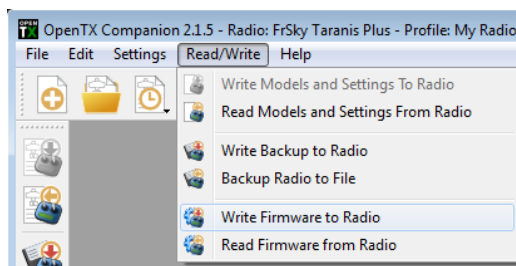 OPEN
TX OpenTX Companion 2.1.5 - Radio: FrSky Taranis Plus - Profile: My Radio
File Edit Settings Read/Write Help
Write Models and Settings To Radio
Read Models and Settings From Radio
Write Backup to Radio
Backup Radio to File
Write Firmware to Radio
Read Firmware from Radio